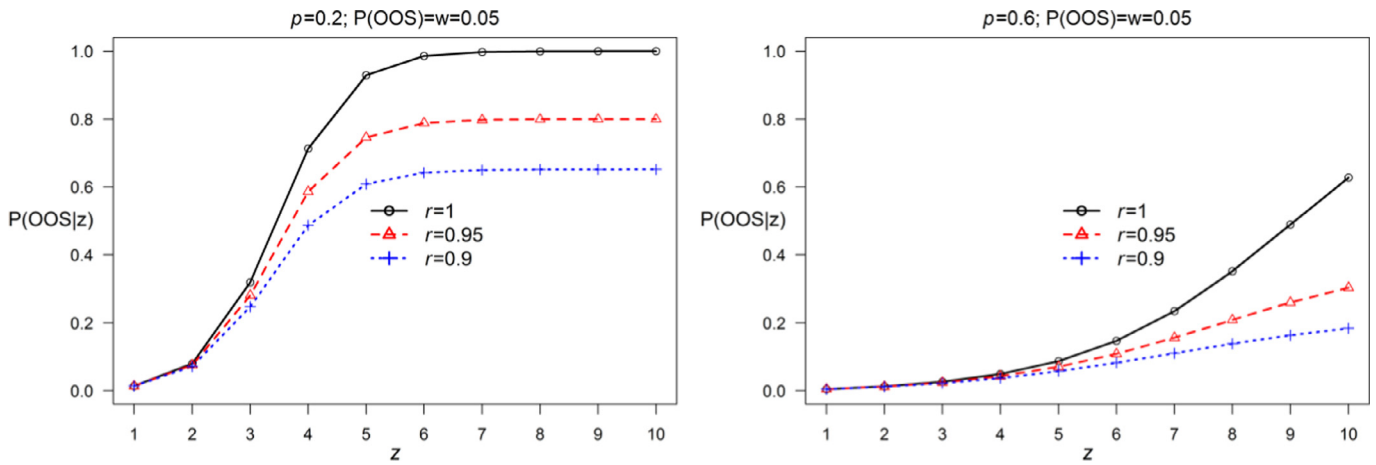 p=0.2; P(OOS)=w=0.05
1.0
0.8
0.6
P(OOS|z)
0.4
0.2
0.0
r=1
r=0.95
r=0.9
1 2 3 4 5 6 7 8 9 10
z
p=0.6; P(OOS)=w=0.05
1.0
0.8
0.6
P(OOS|z)
0.4
0.2
0.0
r=1
r=0.95
r=0.9
1 2 3 4 5 6 7 8 9 10
z